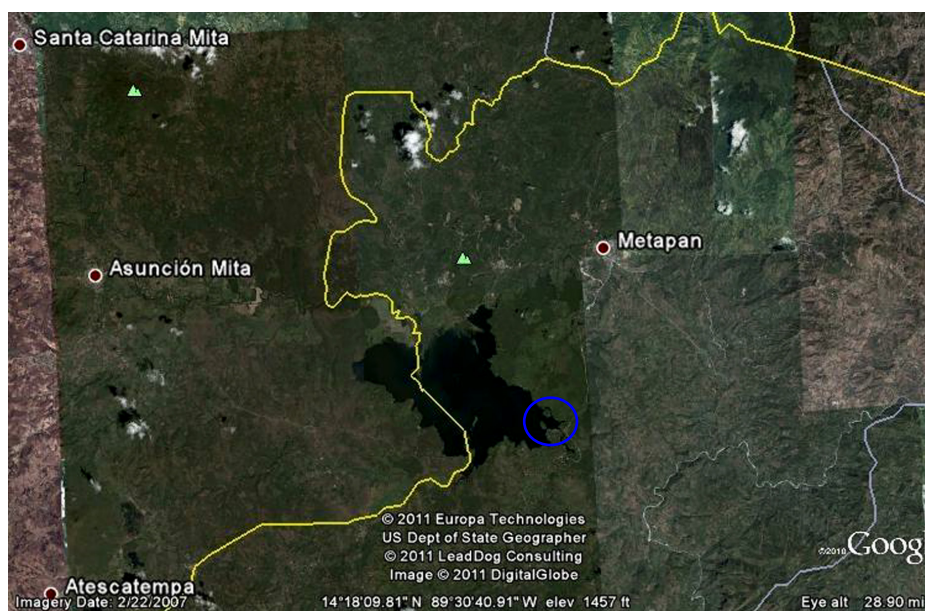 Santa Catarina Mita
Metapan
Asunción Mita
© 2011 Europa Technologies
US Dept of State Geographer
© 2011 LeadDog Consulting
Image © 2011 DigitalGlobe
©2010 Goog
Atescatempa
Imagery Date: 2/22/2007 14°18'09.81" N 89°30'40.91" W elev 1457 ft Eye alt 28.90 mi